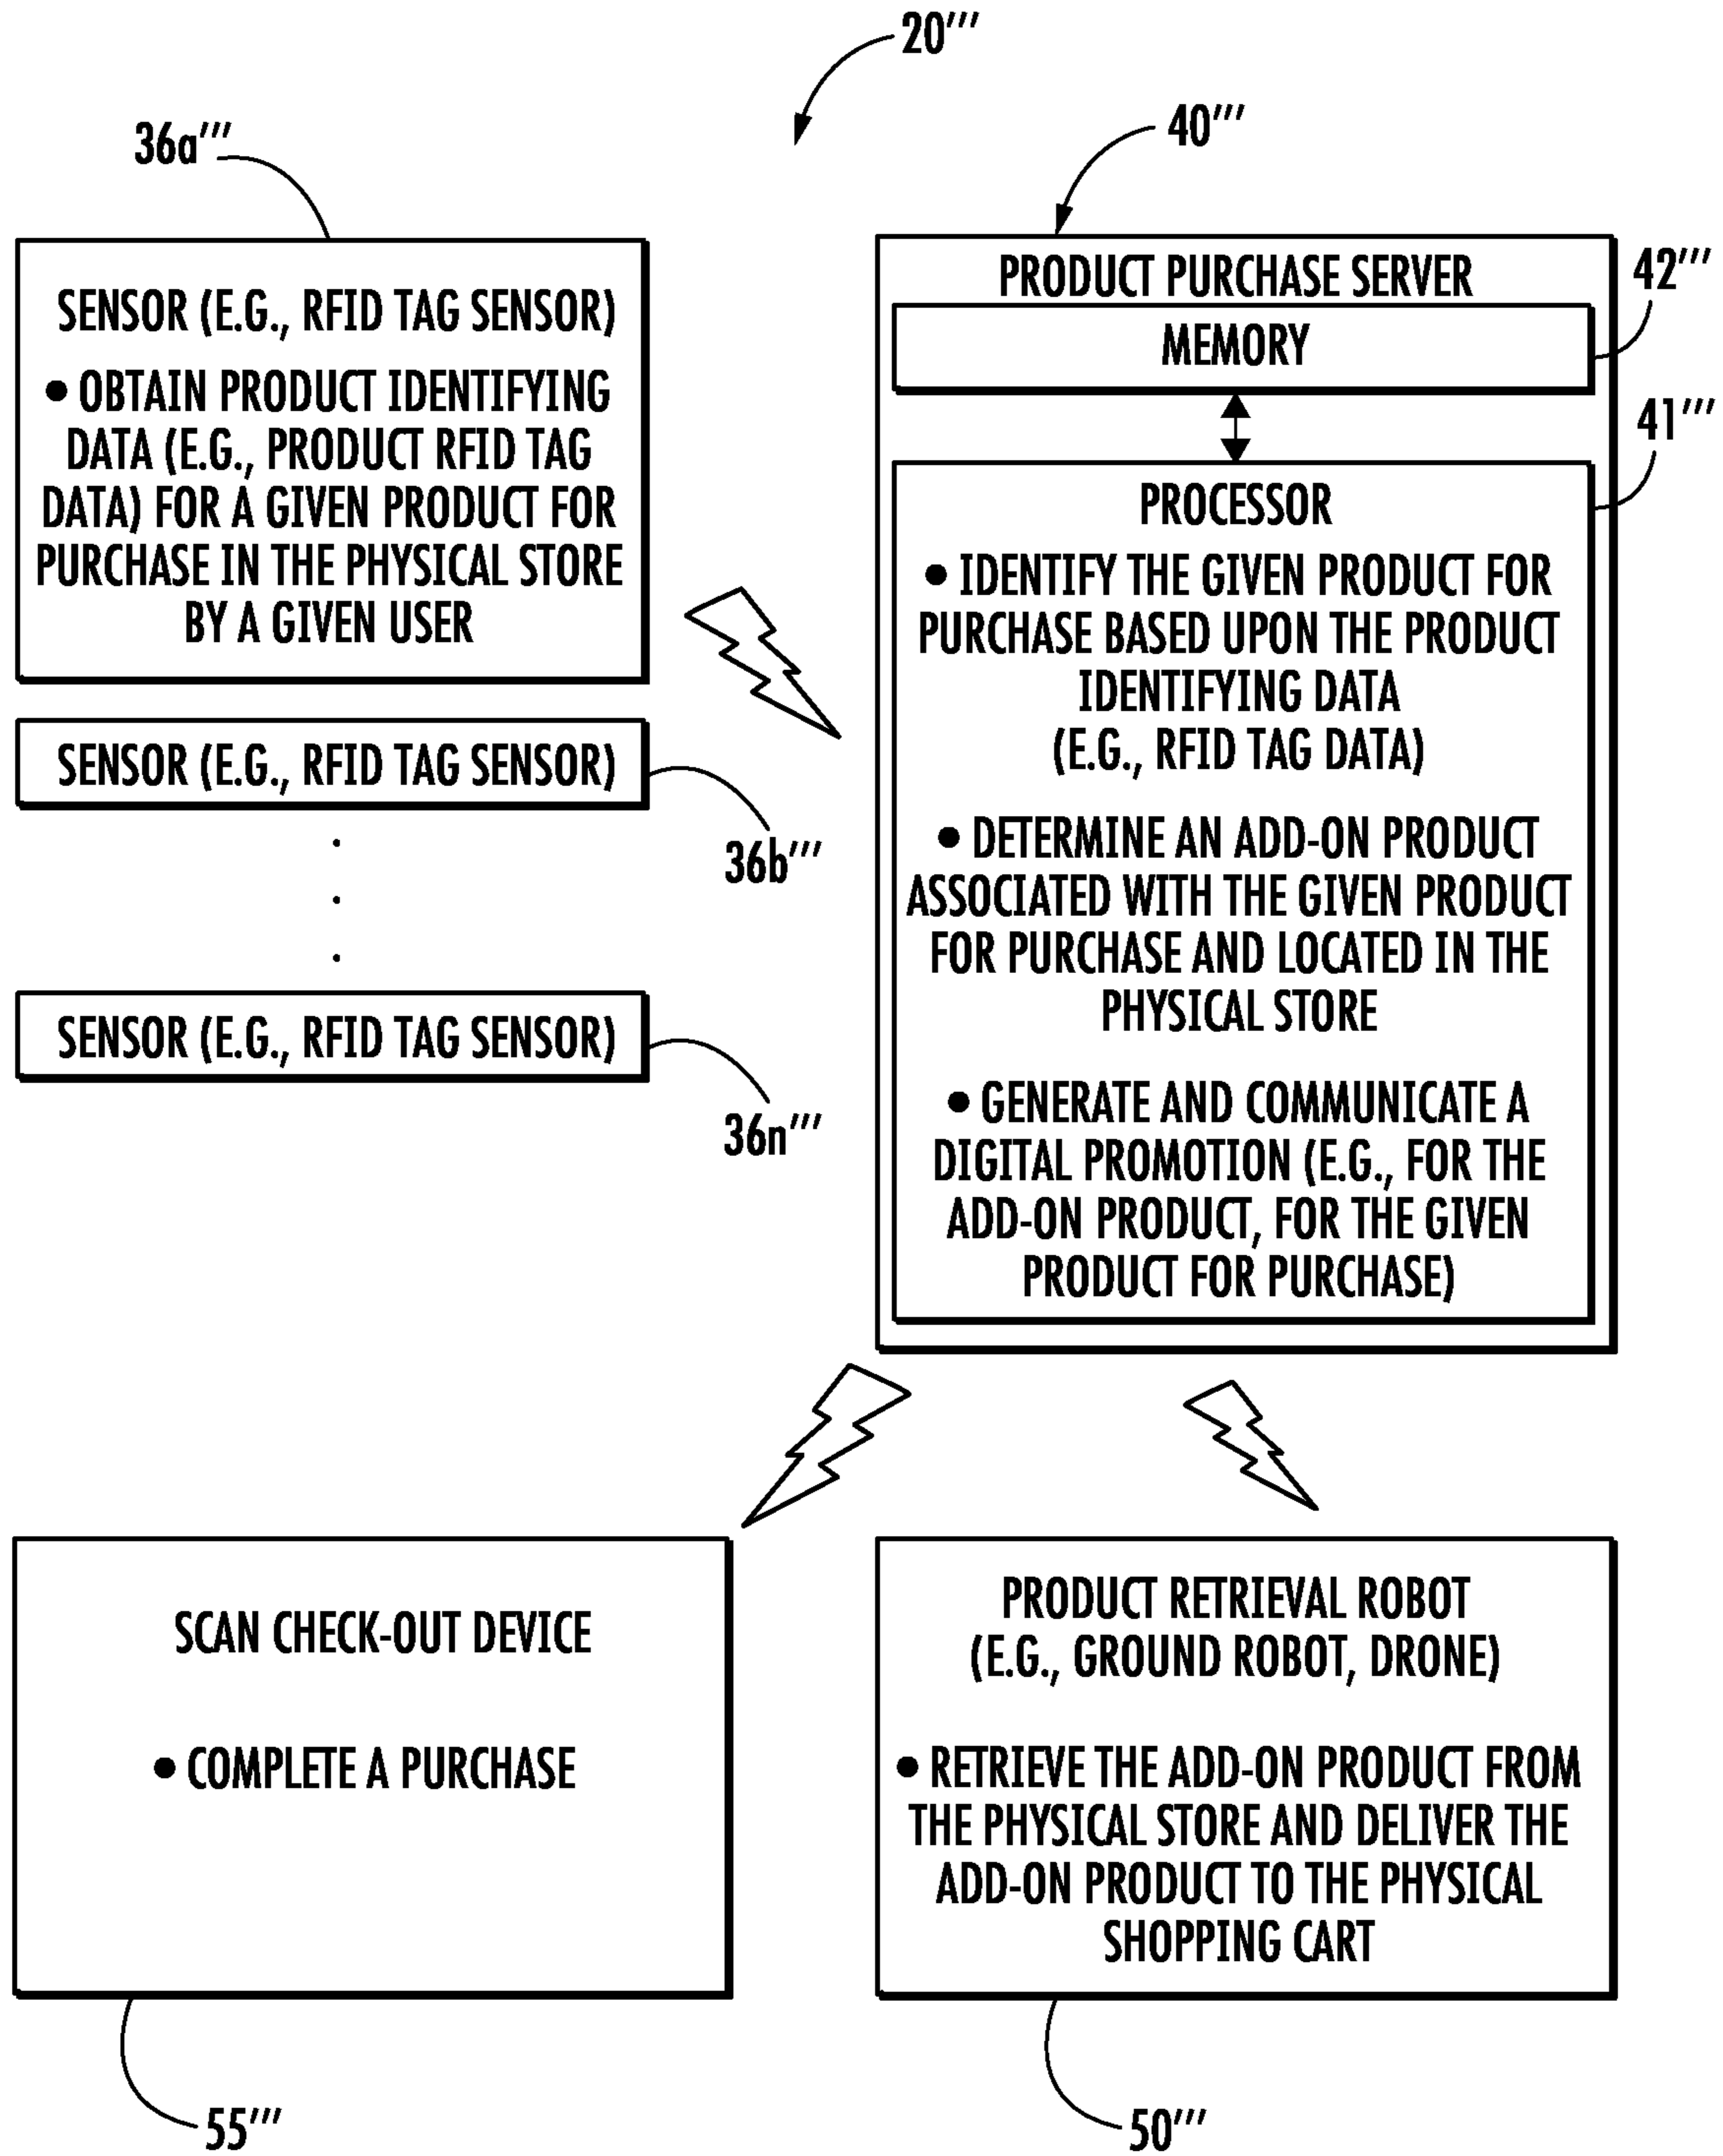 20‴
40‴
36a‴
SENSOR (E.G., RFID TAG SENSOR)
• OBTAIN PRODUCT IDENTIFYING
DATA (E.G., PRODUCT RFID TAG
DATA) FOR A GIVEN PRODUCT FOR
PURCHASE IN THE PHYSICAL STORE
BY A GIVEN USER
SENSOR (E.G., RFID TAG SENSOR)
36b‴
.
.
.
SENSOR (E.G., RFID TAG SENSOR)
36n‴
PRODUCT PURCHASE SERVER
42‴
MEMORY
41‴
PROCESSOR
• IDENTIFY THE GIVEN PRODUCT FOR
PURCHASE BASED UPON THE PRODUCT
IDENTIFYING DATA
(E.G., RFID TAG DATA)
• DETERMINE AN ADD-ON PRODUCT
ASSOCIATED WITH THE GIVEN PRODUCT
FOR PURCHASE AND LOCATED IN THE
PHYSICAL STORE
• GENERATE AND COMMUNICATE A
DIGITAL PROMOTION (E.G., FOR THE
ADD-ON PRODUCT, FOR THE GIVEN
PRODUCT FOR PURCHASE)
SCAN CHECK-OUT DEVICE
• COMPLETE A PURCHASE
55‴
PRODUCT RETRIEVAL ROBOT
(E.G., GROUND ROBOT, DRONE)
• RETRIEVE THE ADD-ON PRODUCT FROM
THE PHYSICAL STORE AND DELIVER THE
ADD-ON PRODUCT TO THE PHYSICAL
SHOPPING CART
50‴